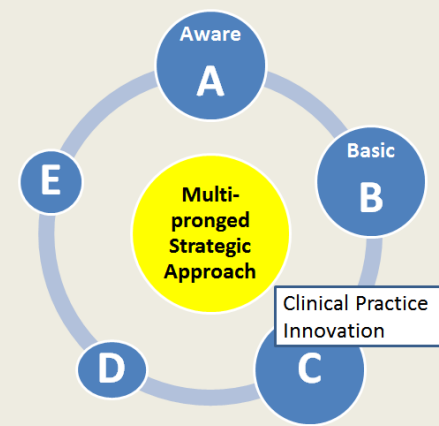 Aware
A
Basic
B
Multi-
pronged
Strategic
Approach
Clinical Practice
Innovation
C
D
E